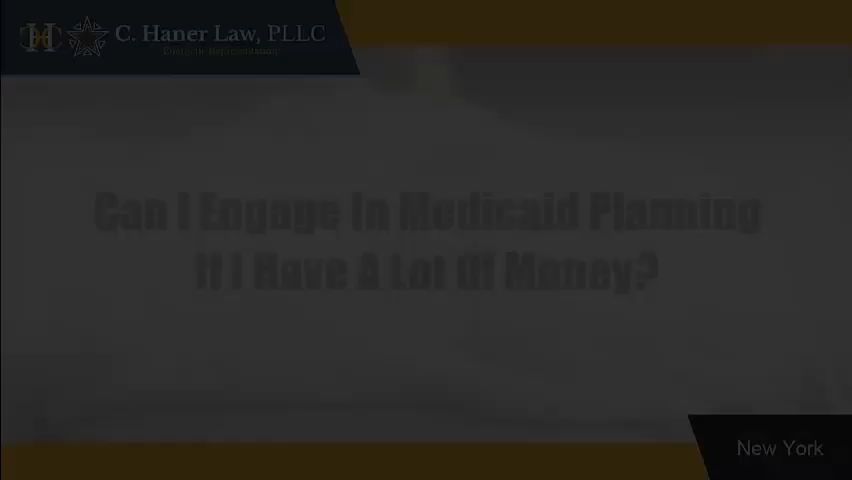 C. Haner Law, PLLC
Can I Engage In Medicaid Planning
If I Have A Lot Of Money?
New York